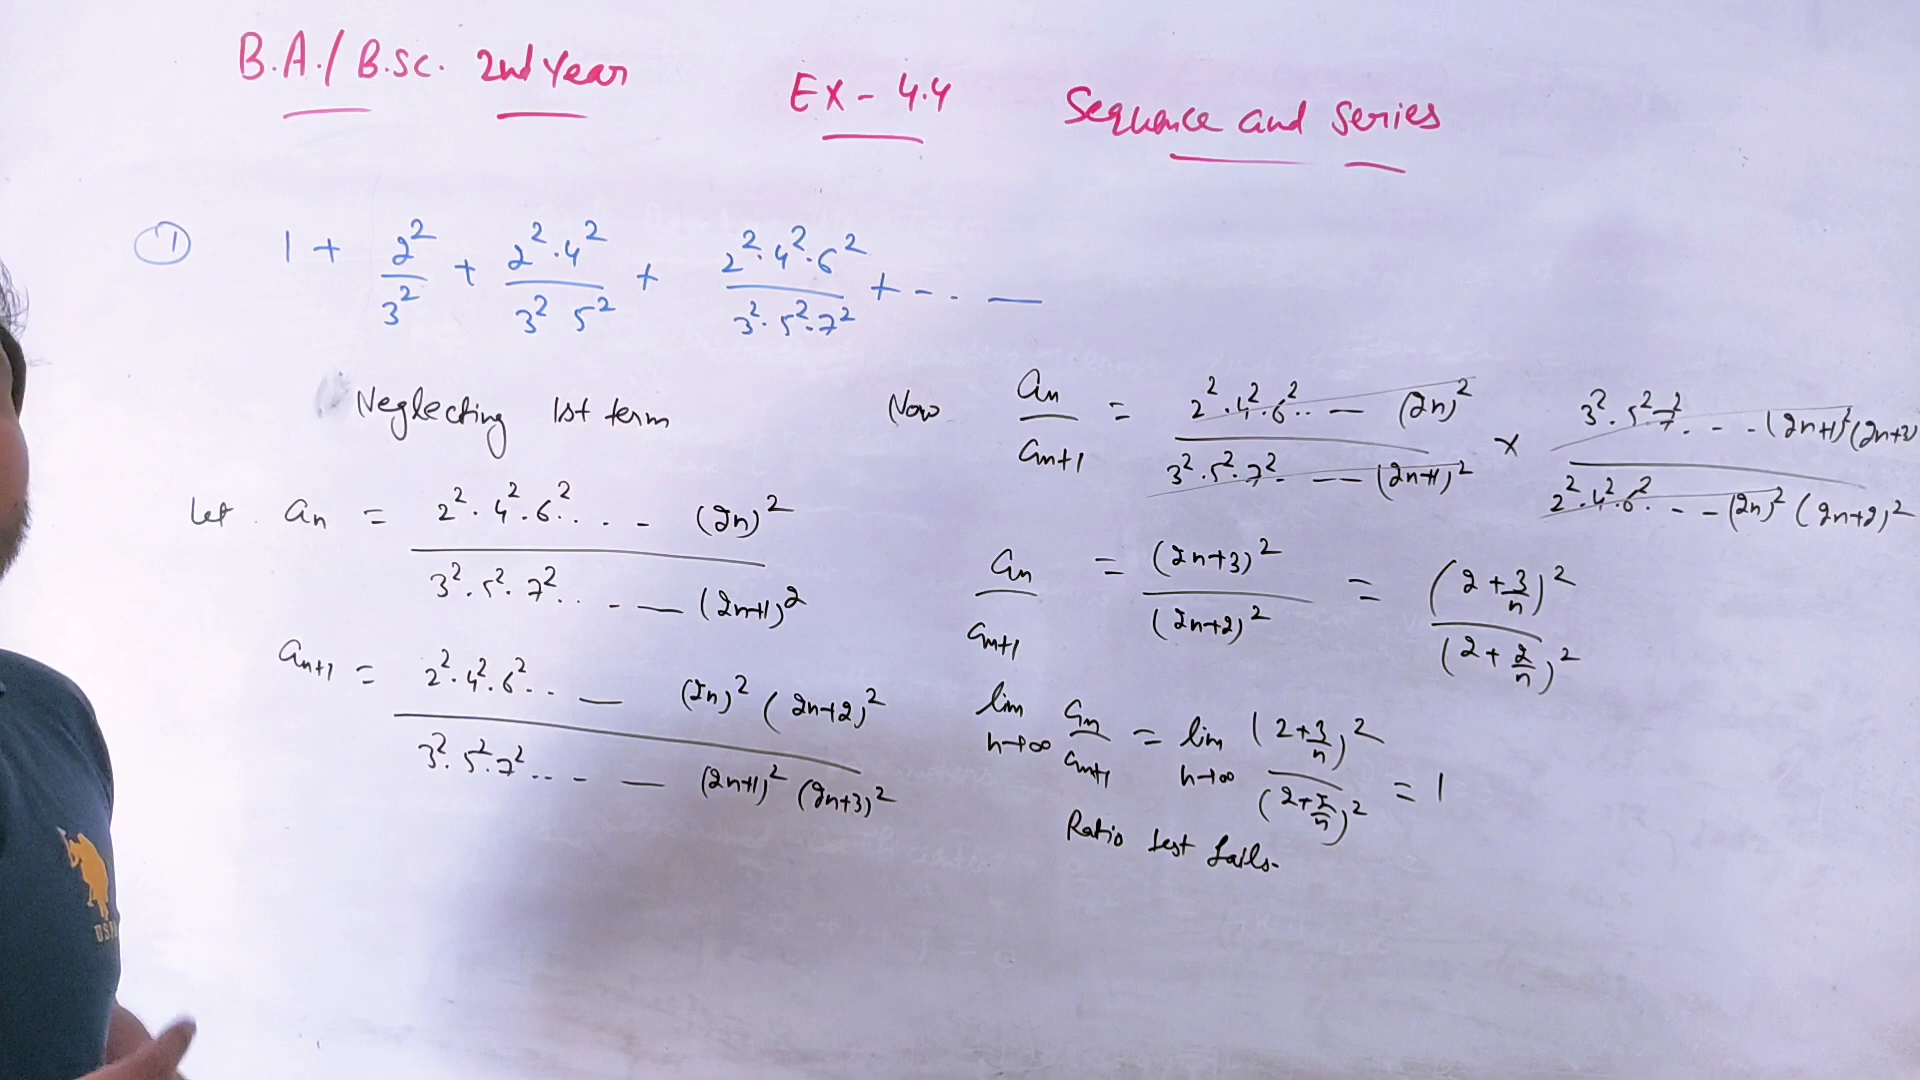 B.A./ B.sc. 2nd Year
Ex - 4.4
Sequence and Series
① 1 + 2²/3² + 2²·4²/3² 5² + 2²·4²·6²/3²·5²·7² + - - . —
Neglecting 1st term
Let an = 2²·4²·6². . . - (2n)² / 3²·5²·7². . . - — (2n+1)²
an+1 = 2²·4²·6². . . — (2n)² (2n+2)² / 3²·5²·7². . . - — (2n+1)² (2n+3)²
Now an/an+1 = 2²·4²·6². . - — (2n)² / 3²·5²·7². - — (2n+1)² × 3²·5²·7². - - - (2n+1)² (2n+3) / 2²·4²·6². - - (2n)² (2n+2)²
an/an+1 = (2n+3)² / (2n+2)² = (2 + 3/n)² / (2 + 2/n)²
lim n→∞ an/an+1 = lim n→∞ (2+3/n)² / (2+2/n)² = 1
Ratio test fails.